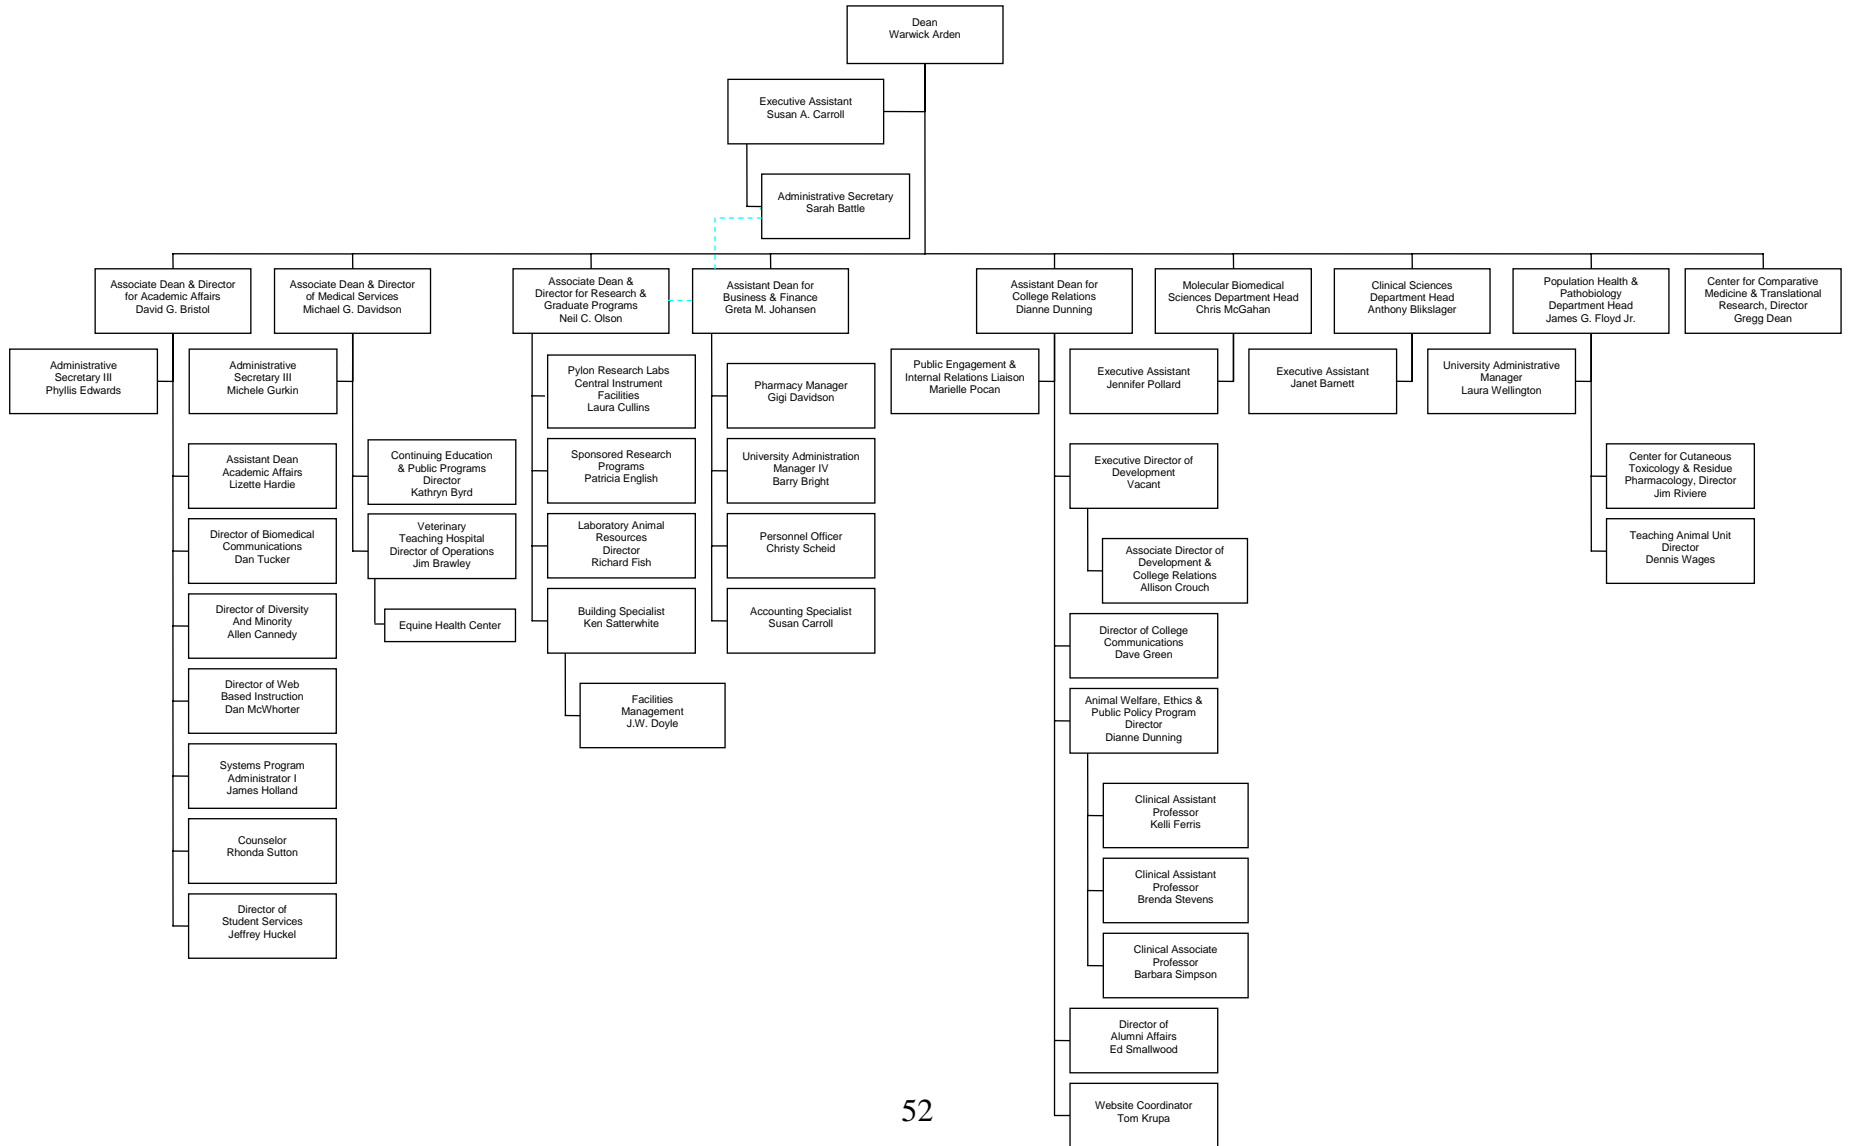 Dean
Warwick Arden
Executive Assistant
Susan A. Carroll
Administrative Secretary
Sarah Battle
Associate Dean & Director
for Academic Affairs
David G. Bristol
Associate Dean & Director
of Medical Services
Michael G. Davidson
Associate Dean &
Director for Research &
Graduate Programs
Neil C. Olson
Assistant Dean for
Business & Finance
Greta M. Johansen
Assistant Dean for
College Relations
Dianne Dunning
Molecular Biomedical
Sciences Department Head
Chris McGahan
Clinical Sciences
Department Head
Anthony Blikslager
Population Health &
Pathobiology
Department Head
James G. Floyd Jr.
Center for Comparative
Medicine & Translational
Research, Director
Gregg Dean
Administrative
Secretary III
Phyllis Edwards
Assistant Dean
Academic Affairs
Lizette Hardie
Director of Biomedical
Communications
Dan Tucker
Director of Diversity
And Minority
Allen Cannedy
Director of Web
Based Instruction
Dan McWhorter
Systems Program
Administrator I
James Holland
Counselor
Rhonda Sutton
Director of
Student Services
Jeffrey Huckel
Administrative
Secretary III
Michele Gurkin
Continuing Education
& Public Programs
Director
Kathryn Byrd
Veterinary
Teaching Hospital
Director of Operations
Jim Brawley
Equine Health Center
Pylon Research Labs
Central Instrument
Facilities
Laura Cullins
Sponsored Research
Programs
Patricia English
Laboratory Animal
Resources
Director
Richard Fish
Building Specialist
Ken Satterwhite
Facilities
Management
J.W. Doyle
Pharmacy Manager
Gigi Davidson
University Administration
Manager IV
Barry Bright
Personnel Officer
Christy Scheid
Accounting Specialist
Susan Carroll
Public Engagement &
Internal Relations Liaison
Marielle Pocan
Executive Director of
Development
Vacant
Associate Director of
Development &
College Relations
Allison Crouch
Director of College
Communications
Dave Green
Animal Welfare, Ethics &
Public Policy Program
Director
Dianne Dunning
Clinical Assistant
Professor
Kelli Ferris
Clinical Assistant
Professor
Brenda Stevens
Clinical Associate
Professor
Barbara Simpson
Director of
Alumni Affairs
Ed Smallwood
Website Coordinator
Tom Krupa
Executive Assistant
Jennifer Pollard
Executive Assistant
Janet Barnett
University Administrative
Manager
Laura Wellington
Center for Cutaneous
Toxicology & Residue
Pharmacology, Director
Jim Riviere
Teaching Animal Unit
Director
Dennis Wages
52